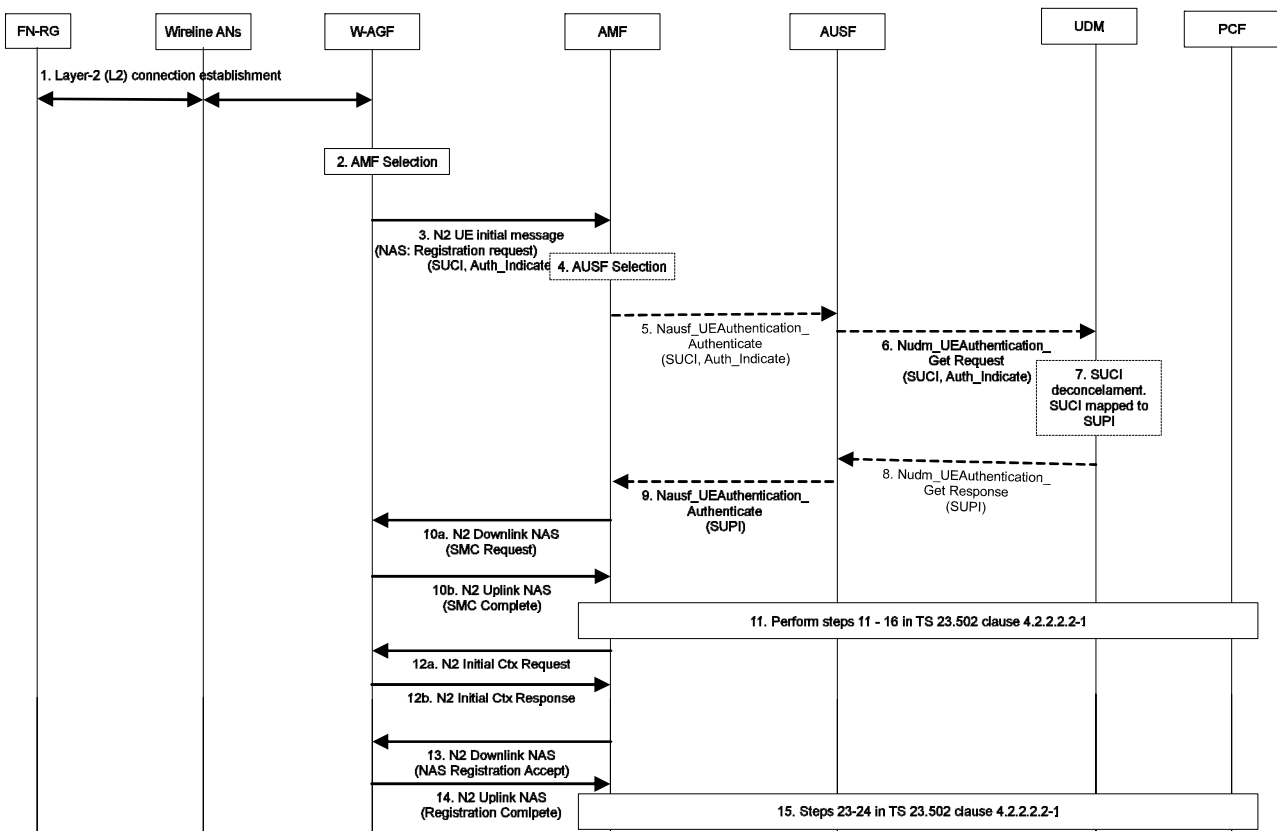 FN-RG
Wireline ANs
W-AGF
AMF
AUSF
UDM
PCF
1. Layer-2 (L2) connection establishment
2. AMF Selection
3. N2 UE initial message
(NAS: Registration request)
(SUCI, Auth_Indicate
4. AUSF Selection
5. Nausf_UEAuthentication_
Authenticate
(SUCI, Auth_Indicate)
6. Nudm_UEAuthentication_
Get Request
(SUCI, Auth_Indicate)
7. SUCI
deconcelament.
SUCI mapped to
SUPI
8. Nudm_UEAuthentication_
Get Response
(SUPI)
9. Nausf_UEAuthentication_
Authenticate
(SUPI)
10a. N2 Downlink NAS
(SMC Request)
10b. N2 Uplink NAS
(SMC Complete)
11. Perform steps 11 - 16 in TS 23.502 clause 4.2.2.2.2-1
12a. N2 Initial Ctx Request
12b. N2 Initial Ctx Response
13. N2 Downlink NAS
(NAS Registration Accept)
14. N2 Uplink NAS
(Registration Comlpete)
15. Steps 23-24 in TS 23.502 clause 4.2.2.2.2-1